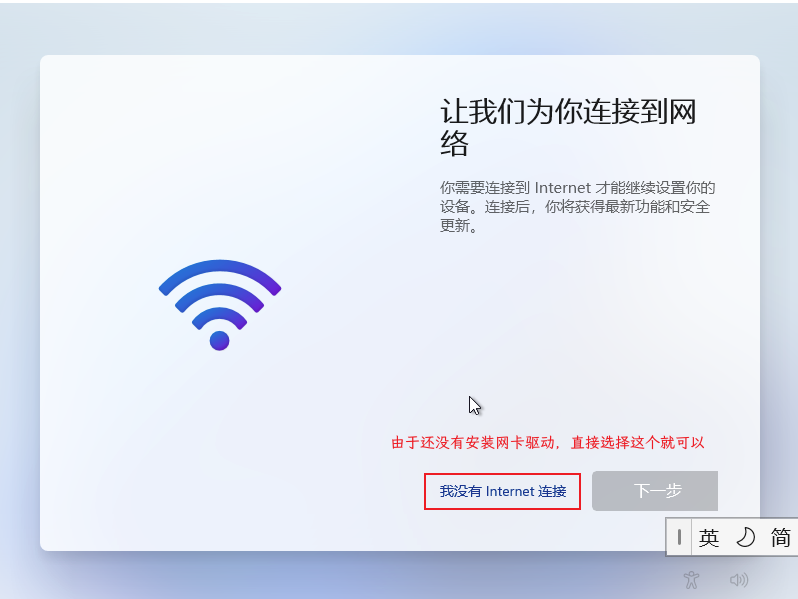 让我们为你连接到网
络
你需要连接到 Internet 才能继续设置你的
设备。连接后，你将获得最新功能和安全
更新。
由于还没有安装网卡驱动，直接选择这个就可以
我没有 Internet 连接
下一步
英 简